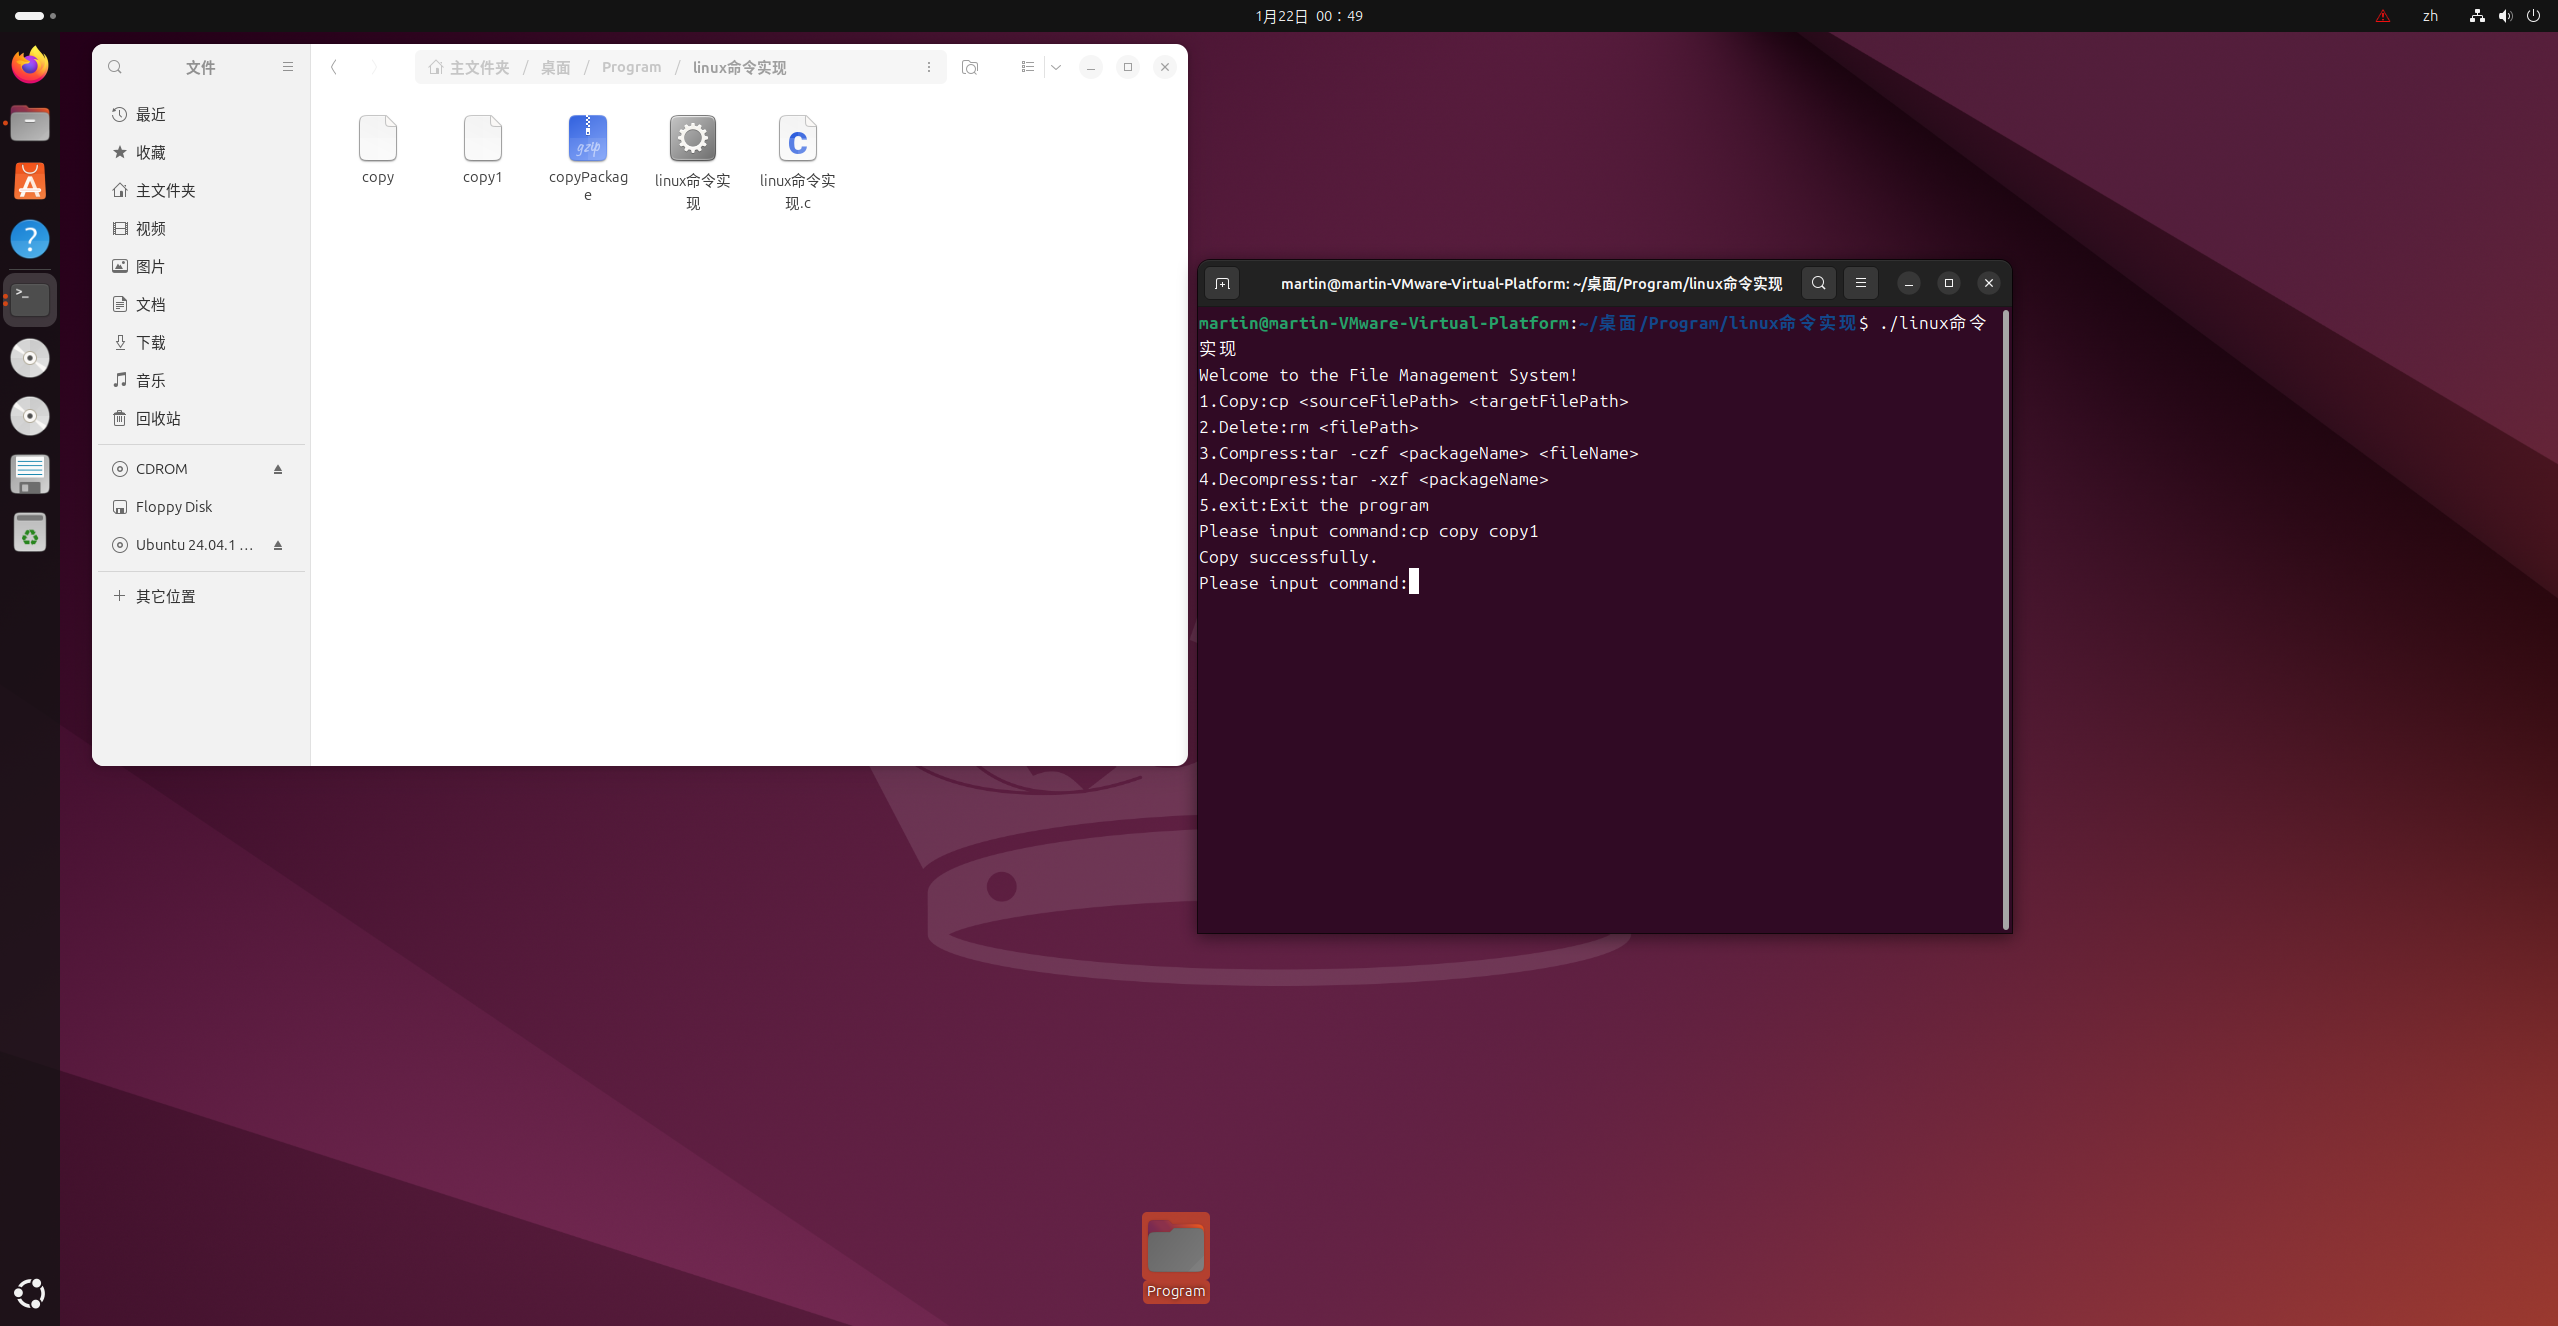 1月22日 00：49
zh
文件
主文件夹 / 桌面 / Program / linux命令实现
最近
收藏
主文件夹
视频
图片
文档
下载
音乐
回收站
CDROM
Floppy Disk
Ubuntu 24.04.1 …
其它位置
gzip
C
copy
copy1
copyPackag
e
linux命令实
现
linux命令实
现.c
martin@martin-VMware-Virtual-Platform: ~/桌面/Program/linux命令实现
martin@martin-VMware-Virtual-Platform:~/桌面/Program/linux命令实现$ ./linux命令
实现
Welcome to the File Management System!
1.Copy:cp <sourceFilePath> <targetFilePath>
2.Delete:rm <filePath>
3.Compress:tar -czf <packageName> <fileName>
4.Decompress:tar -xzf <packageName>
5.exit:Exit the program
Please input command:cp copy copy1
Copy successfully.
Please input command:
Program